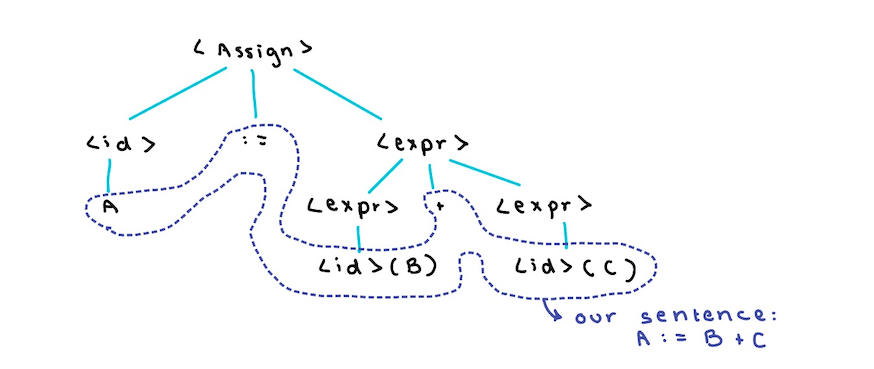 < Assign >
<id > := <expr >
A <expr> + <expr>
<id>(B) <id>(C)
our sentence:
A := B + C